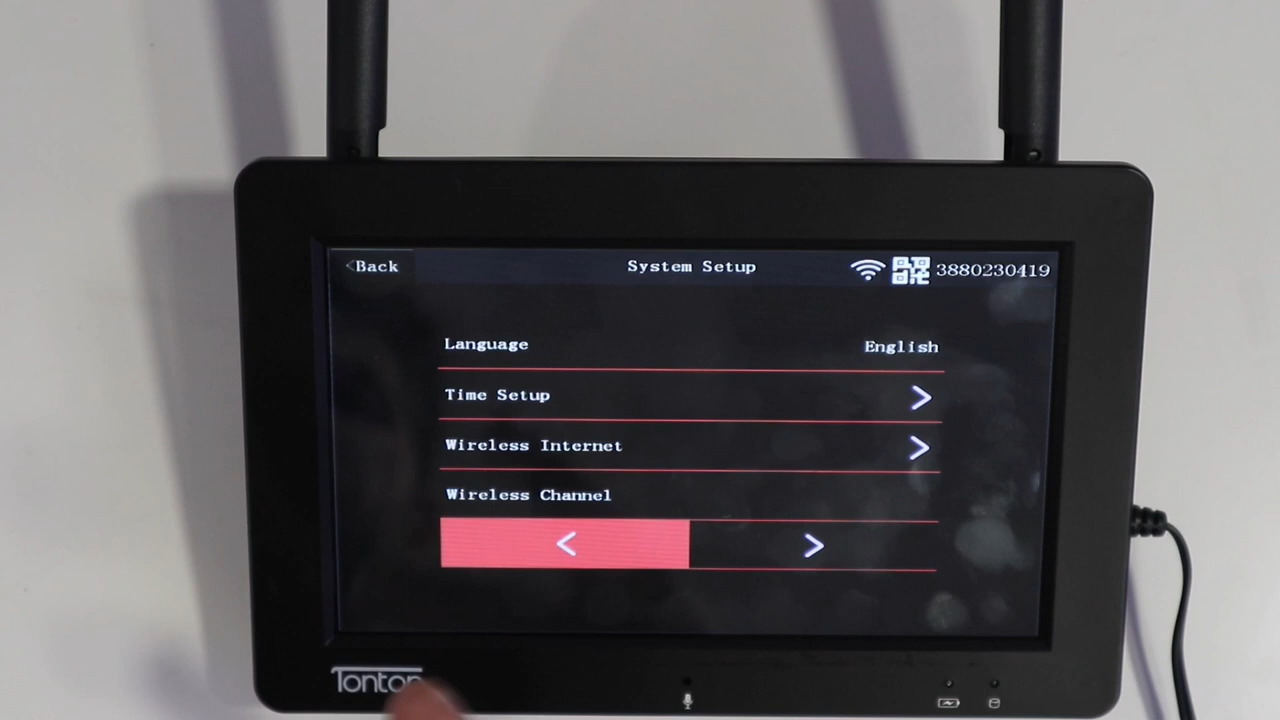 <Back
System Setup
3880230419
Language
English
Time Setup
Wireless Internet
Wireless Channel
Tonton